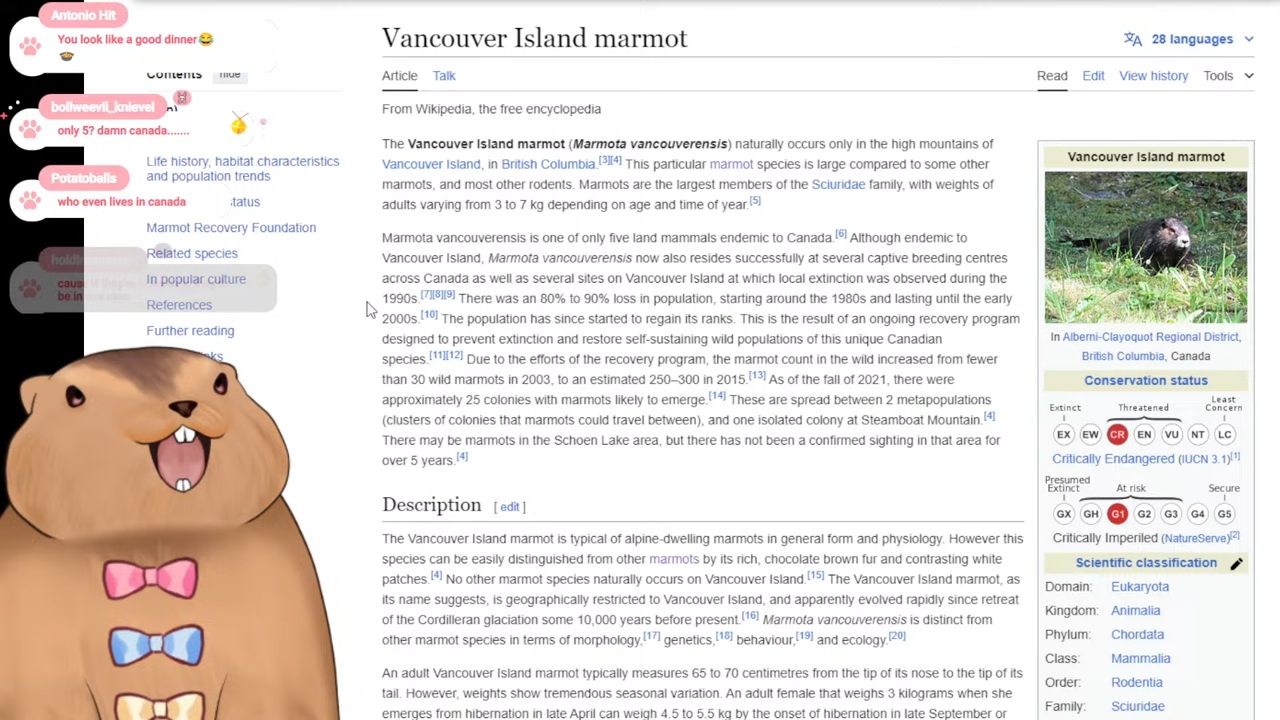 Antonio Hit
You look like a good dinner😂
🍲
bollweevil_knievel
only 5? damn canada.......
Potatoballs
who even lives in canada
be in
Contents hide
Life history, habitat characteristics
and population trends
status
Marmot Recovery Foundation
Related species
In popular culture
References
Further reading
Vancouver Island marmot
28 languages
Article Talk
Read Edit View history Tools
From Wikipedia, the free encyclopedia
The Vancouver Island marmot (Marmota vancouverensis) naturally occurs only in the high mountains of
Vancouver Island, in British Columbia.[3][4] This particular marmot species is large compared to some other
marmots, and most other rodents. Marmots are the largest members of the Sciuridae family, with weights of
adults varying from 3 to 7 kg depending on age and time of year.[5]
Marmota vancouverensis is one of only five land mammals endemic to Canada.[6] Although endemic to
Vancouver Island, Marmota vancouverensis now also resides successfully at several captive breeding centres
across Canada as well as several sites on Vancouver Island at which local extinction was observed during the
1990s.[7][8][9] There was an 80% to 90% loss in population, starting around the 1980s and lasting until the early
2000s.[10] The population has since started to regain its ranks. This is the result of an ongoing recovery program
designed to prevent extinction and restore self-sustaining wild populations of this unique Canadian
species.[11][12] Due to the efforts of the recovery program, the marmot count in the wild increased from fewer
than 30 wild marmots in 2003, to an estimated 250–300 in 2015.[13] As of the fall of 2021, there were
approximately 25 colonies with marmots likely to emerge.[14] These are spread between 2 metapopulations
(clusters of colonies that marmots could travel between), and one isolated colony at Steamboat Mountain.[4]
There may be marmots in the Schoen Lake area, but there has not been a confirmed sighting in that area for
over 5 years.[4]
Description [ edit ]
The Vancouver Island marmot is typical of alpine-dwelling marmots in general form and physiology. However this
species can be easily distinguished from other marmots by its rich, chocolate brown fur and contrasting white
patches.[4] No other marmot species naturally occurs on Vancouver Island.[15] The Vancouver Island marmot, as
its name suggests, is geographically restricted to Vancouver Island, and apparently evolved rapidly since retreat
of the Cordilleran glaciation some 10,000 years before present.[16] Marmota vancouverensis is distinct from
other marmot species in terms of morphology,[17] genetics,[18] behaviour,[19] and ecology.[20]
An adult Vancouver Island marmot typically measures 65 to 70 centimetres from the tip of its nose to the tip of its
tail. However, weights show tremendous seasonal variation. An adult female that weighs 3 kilograms when she
emerges from hibernation in late April can weigh 4.5 to 5.5 kg by the onset of hibernation in late September or
Vancouver Island marmot
In Alberni-Clayoquot Regional District,
British Columbia, Canada
Conservation status
Extinct Threatened Least Concern
EX EW CR EN VU NT LC
Critically Endangered (IUCN 3.1)[1]
Presumed Extinct At risk Secure
GX GH G1 G2 G3 G4 G5
Critically Imperiled (NatureServe)[2]
Scientific classification
Domain: Eukaryota
Kingdom: Animalia
Phylum: Chordata
Class: Mammalia
Order: Rodentia
Family: Sciuridae